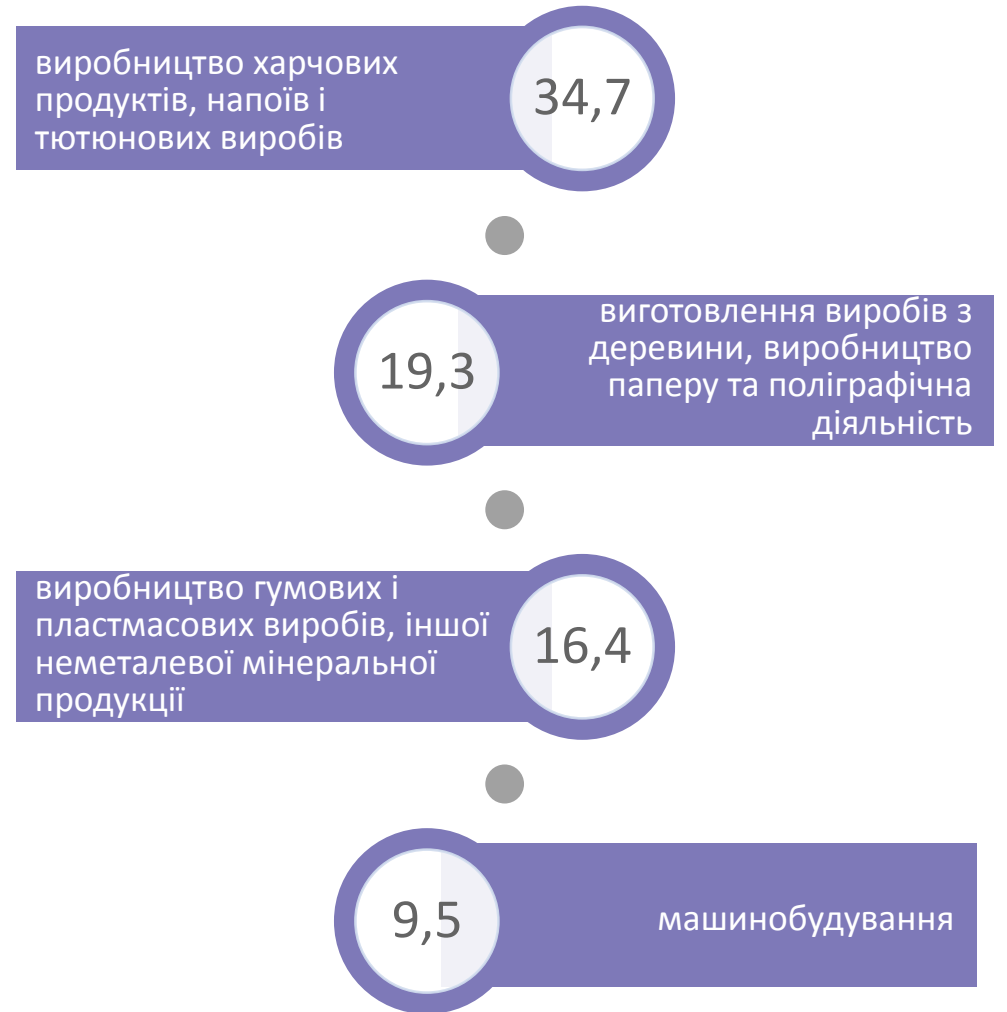 виробництво харчових
продуктів, напоїв і
тютюнових виробів
34,7
19,3
виготовлення виробів з
деревини, виробництво
паперу та поліграфічна
діяльність
виробництво гумових і
пластмасових виробів, іншої
неметалевої мінеральної
продукції
16,4
9,5
машинобудування